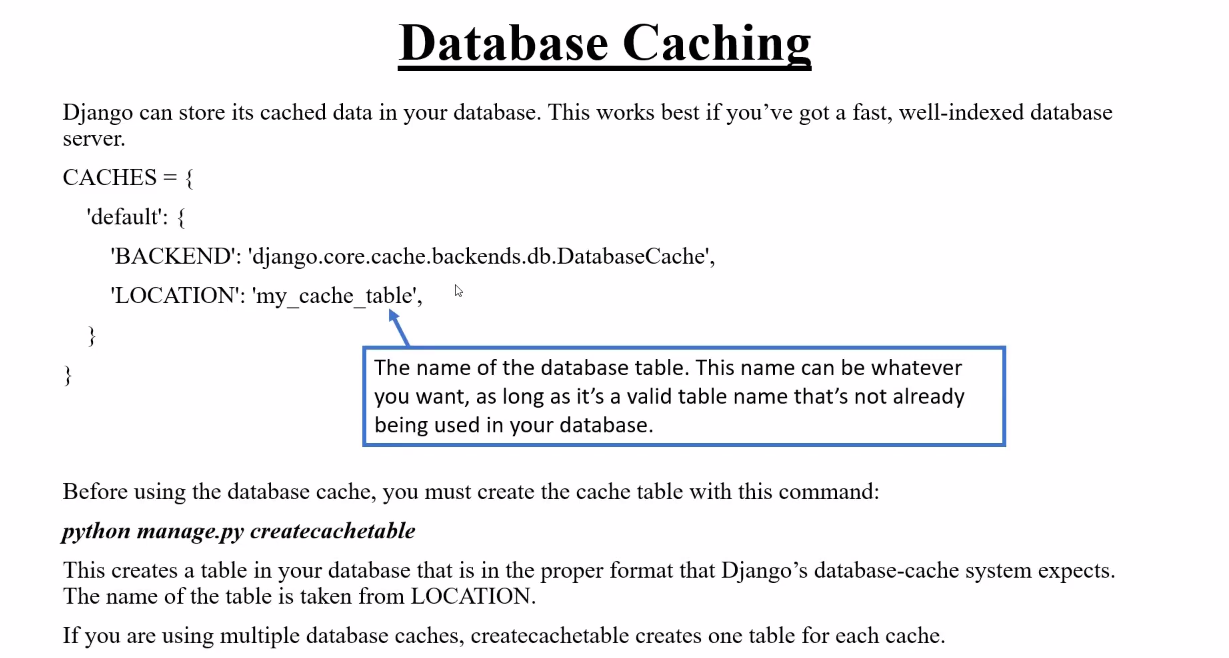 Database Caching
Django can store its cached data in your database. This works best if you’ve got a fast, well-indexed database
server.
CACHES = {
'default': {
'BACKEND': 'django.core.cache.backends.db.DatabaseCache',
'LOCATION': 'my_cache_table',
}
}
The name of the database table. This name can be whatever
you want, as long as it’s a valid table name that’s not already
being used in your database.
Before using the database cache, you must create the cache table with this command:
python manage.py createcachetable
This creates a table in your database that is in the proper format that Django’s database-cache system expects.
The name of the table is taken from LOCATION.
If you are using multiple database caches, createcachetable creates one table for each cache.